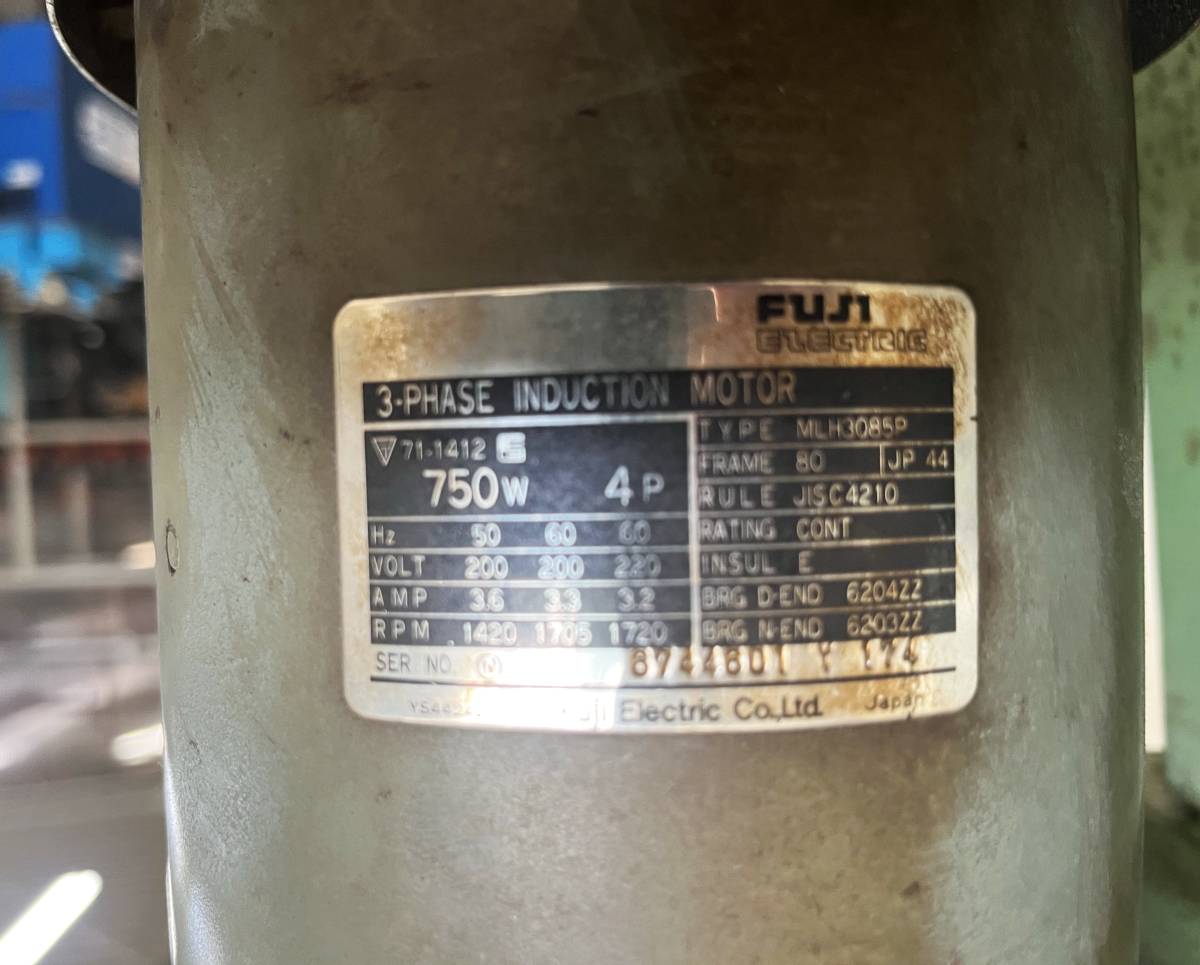 FUJI
ELECTRIC
3-PHASE INDUCTION MOTOR
71-1412 E
750W 4P
Hz 50 60 60
VOLT 200 200 220
AMP 3.6 3.3 3.2
RPM 1420 1705 1720
TYPE MLH3085P
FRAME 80 JP 44
RULE JISC4210
RATING CONT
INSUL E
BRG D-END 6204ZZ
BRG N-END 6203ZZ
SER NO. N 6744601 Y 174
Electric Co.,Ltd. Japan